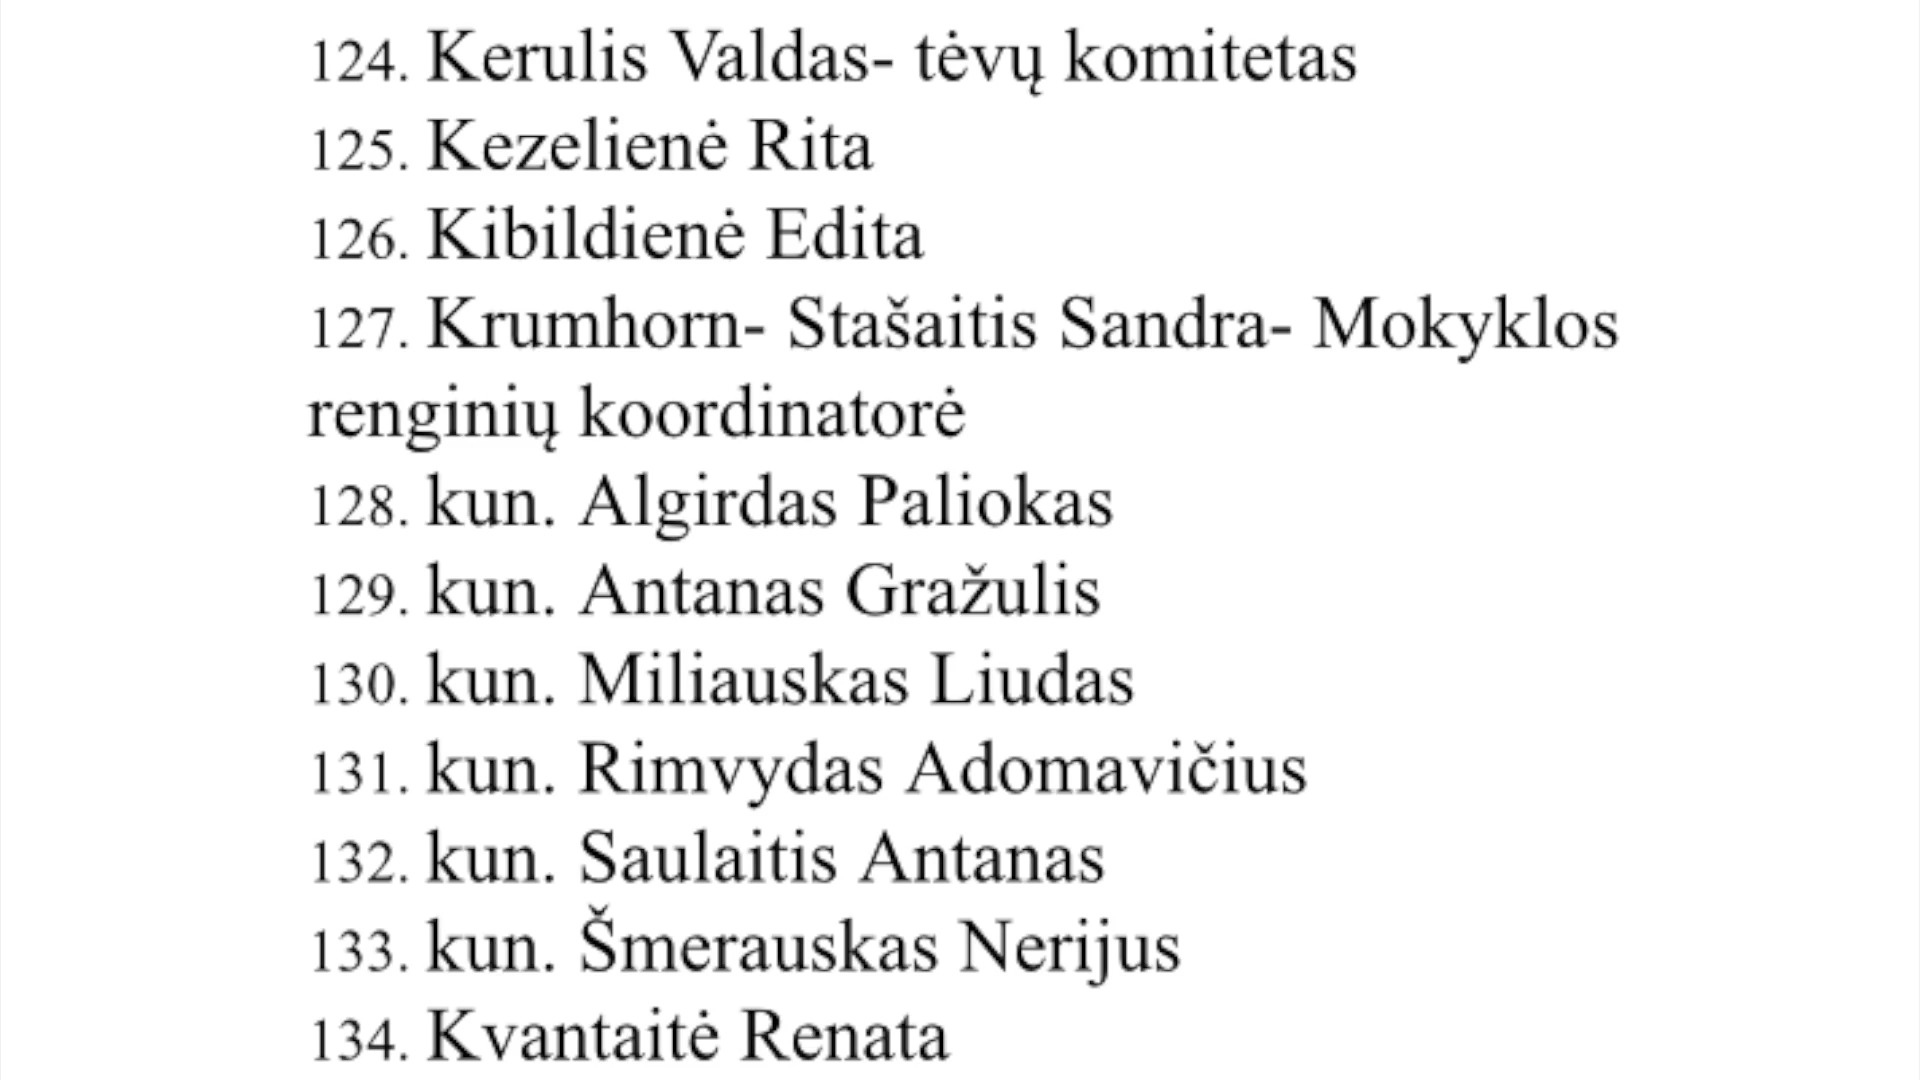 124. Kerulis Valdas- tėvų komitetas
125. Kezelienė Rita
126. Kibildienė Edita
127. Krumhorn- Stašaitis Sandra- Mokyklos
renginių koordinatorė
128. kun. Algirdas Paliokas
129. kun. Antanas Gražulis
130. kun. Miliauskas Liudas
131. kun. Rimvydas Adomavičius
132. kun. Saulaitis Antanas
133. kun. Šmerauskas Nerijus
134. Kvantaitė Renata